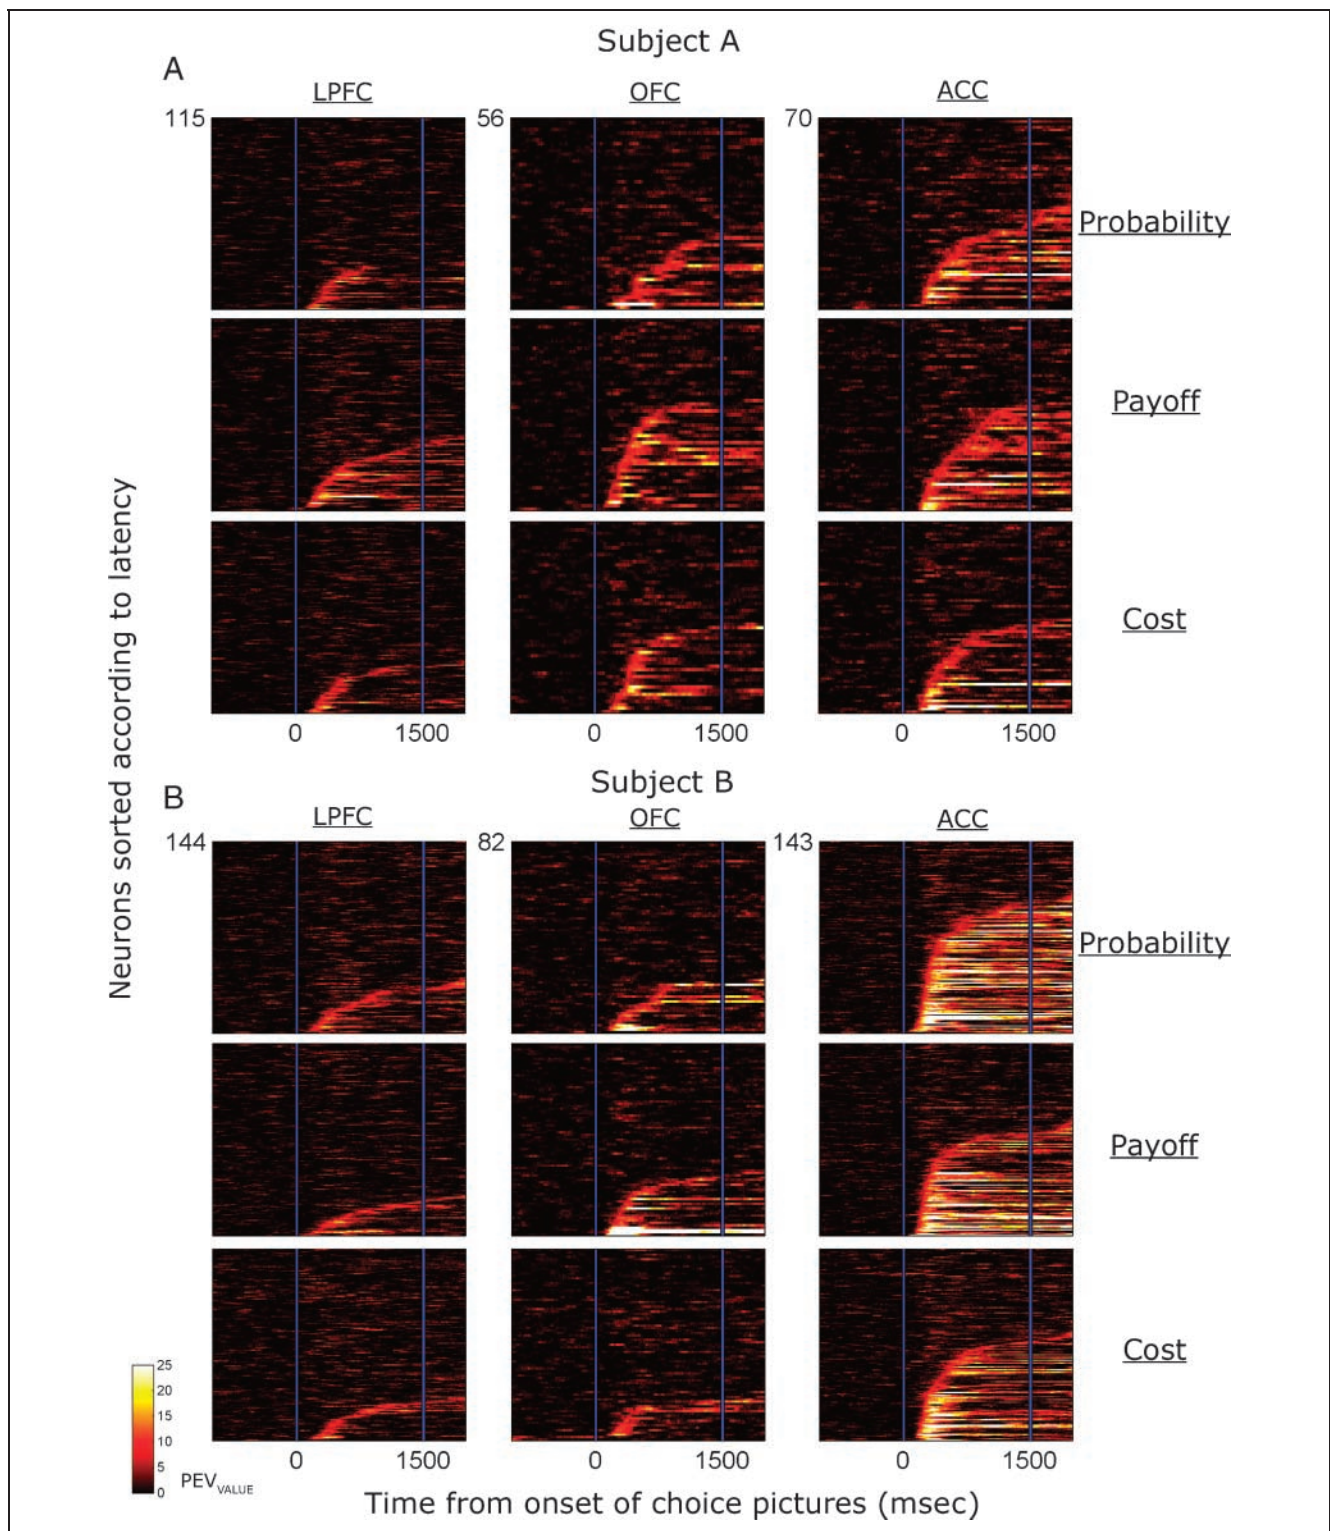 Subject A
A
LPFC OFC ACC
115 56 70
Probability
Payoff
Cost
0 1500 0 1500 0 1500
Neurons sorted according to latency
Subject B
B
LPFC OFC ACC
144 82 143
Probability
Payoff
Cost
25
20
15
10
5
0
PEV VALUE
0 1500 0 1500 0 1500
Time from onset of choice pictures (msec)